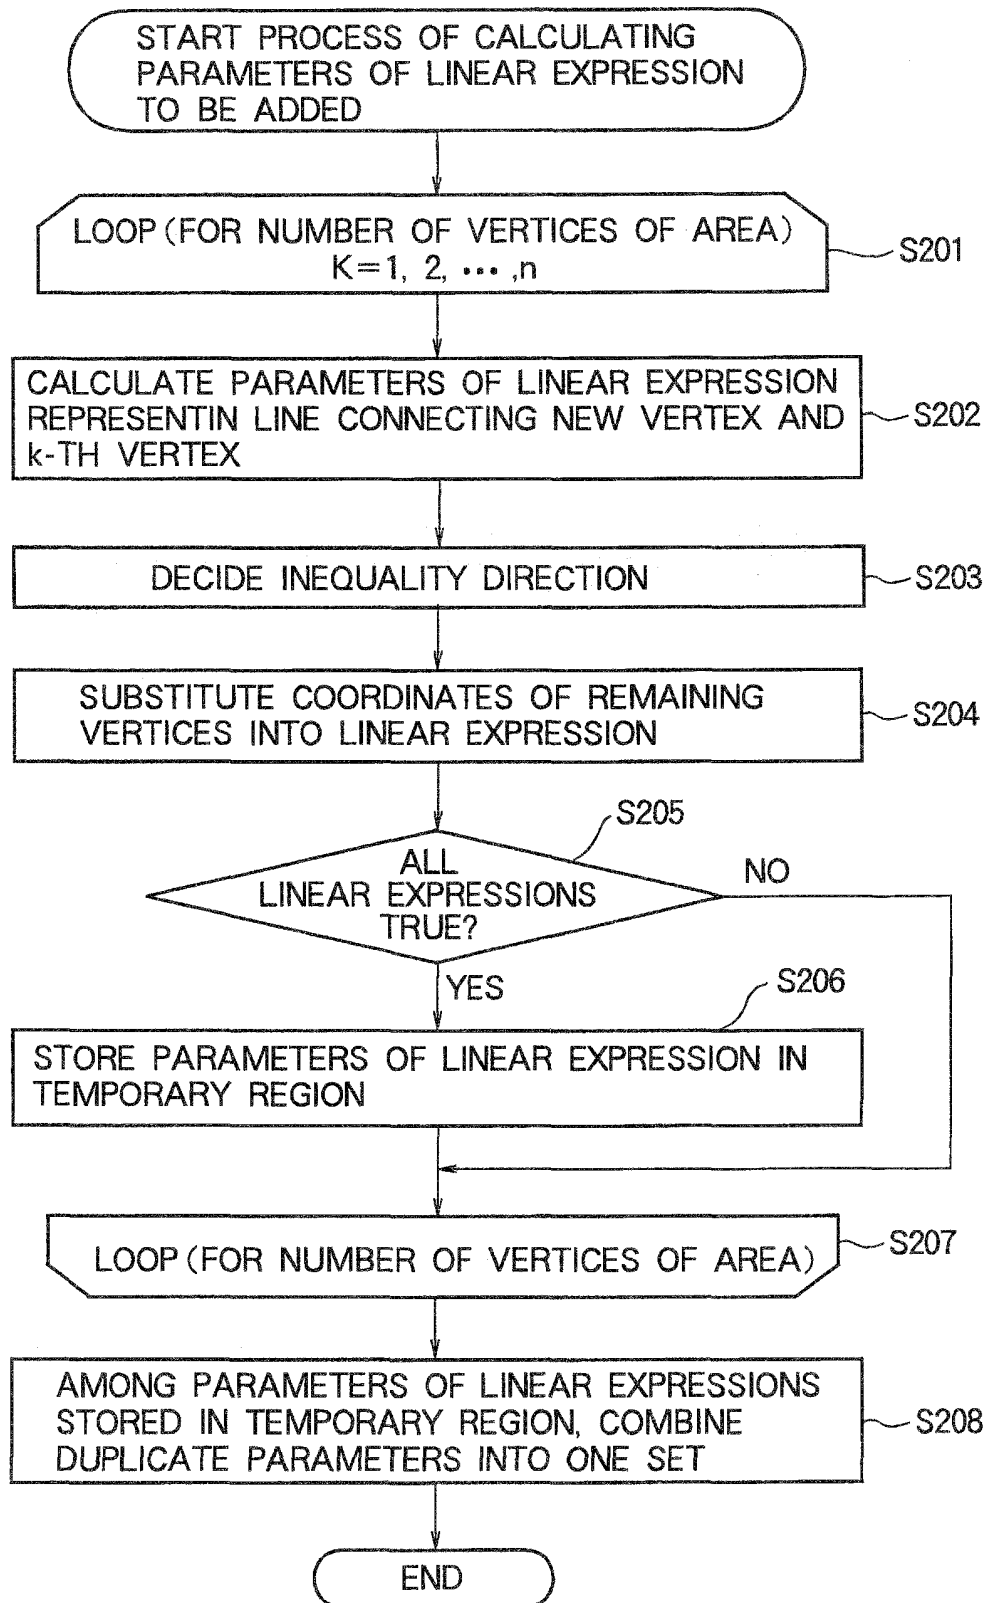 START PROCESS OF CALCULATING
PARAMETERS OF LINEAR EXPRESSION
TO BE ADDED
LOOP (FOR NUMBER OF VERTICES OF AREA)
K=1, 2, ··· ,n
S201
CALCULATE PARAMETERS OF LINEAR EXPRESSION
REPRESENTIN LINE CONNECTING NEW VERTEX AND
k-TH VERTEX
S202
DECIDE INEQUALITY DIRECTION
S203
SUBSTITUTE COORDINATES OF REMAINING
VERTICES INTO LINEAR EXPRESSION
S204
S205
ALL
LINEAR EXPRESSIONS
TRUE?
NO
YES
S206
STORE PARAMETERS OF LINEAR EXPRESSION IN
TEMPORARY REGION
LOOP (FOR NUMBER OF VERTICES OF AREA)
S207
AMONG PARAMETERS OF LINEAR EXPRESSIONS
STORED IN TEMPORARY REGION, COMBINE
DUPLICATE PARAMETERS INTO ONE SET
S208
END